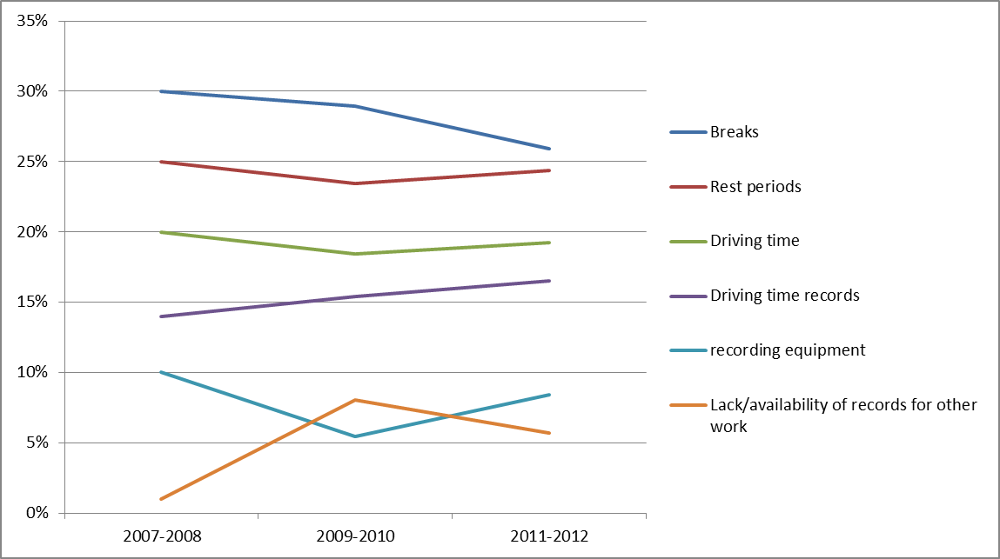 35%
30%
25%
20%
15%
10%
5%
0%
2007-2008
2009-2010
2011-2012
Breaks
Rest periods
Driving time
Driving time records
recording equipment
Lack/availability of records for other
work